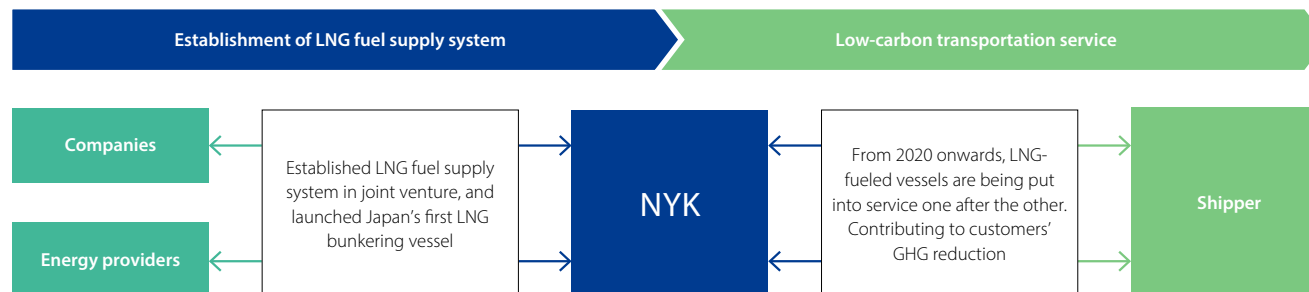 Establishment of LNG fuel supply system
Low-carbon transportation service
Companies
Energy providers
Established LNG fuel supply
system in joint venture, and
launched Japan's first LNG
bunkering vessel
NYK
From 2020 onwards, LNG-
fueled vessels are being put
into service one after the other.
Contributing to customers'
GHG reduction
Shipper